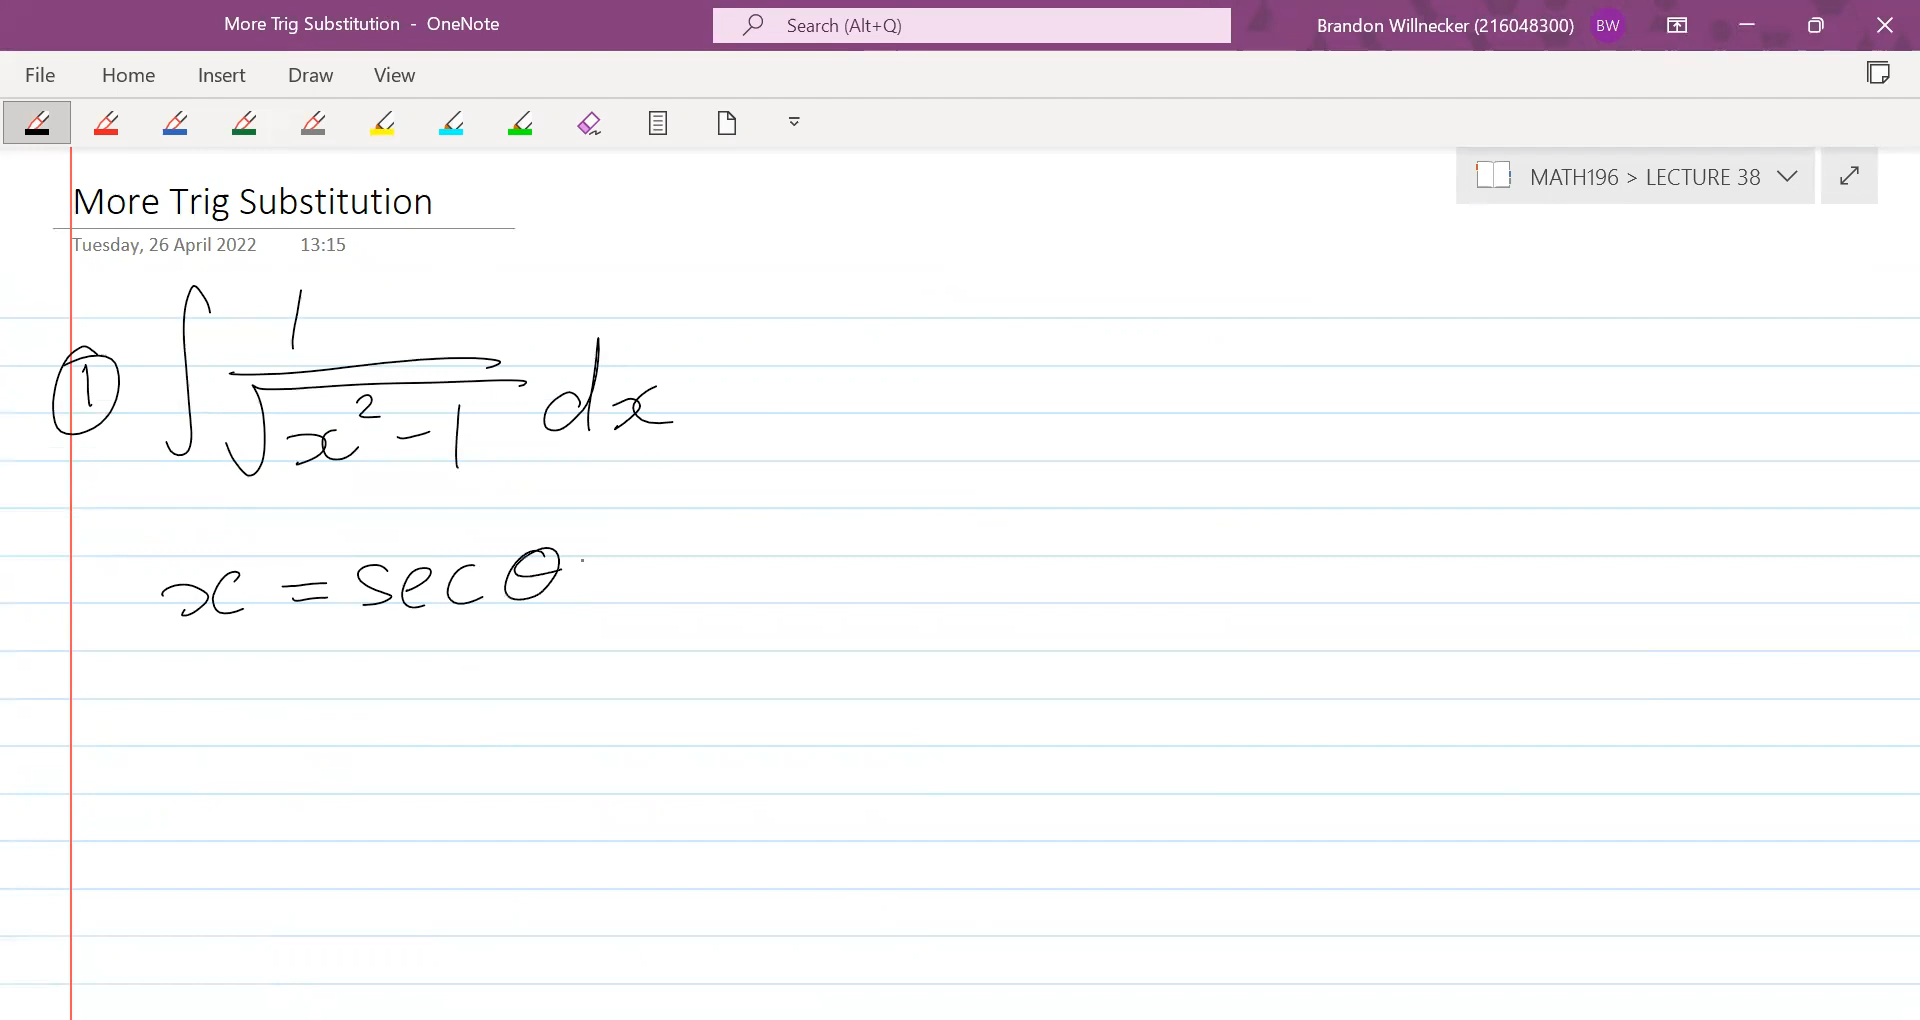 More Trig Substitution - OneNote
Search (Alt+Q)
Brandon Willnecker (216048300) BW
File Home Insert Draw View
MATH196 > LECTURE 38
More Trig Substitution
Tuesday, 26 April 2022 13:15
① ∫ 1/√(x² - 1) dx
x = sec θ